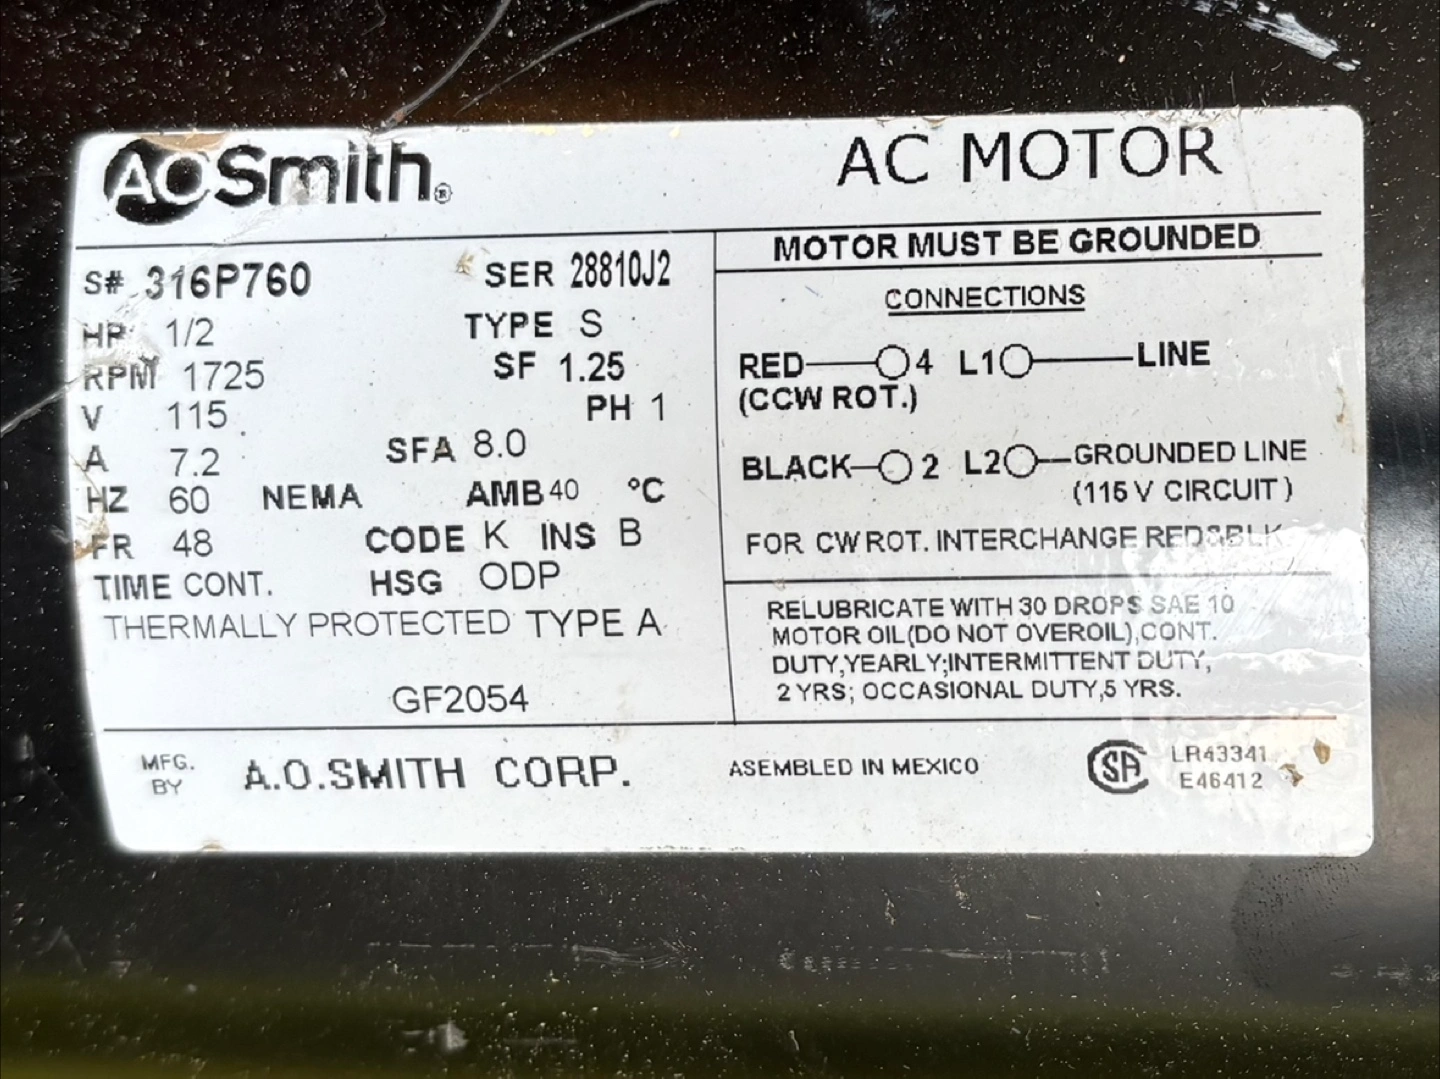 AO Smith®
AC MOTOR
S# 316P760 SER 28810J2
HP 1/2 TYPE S
RPM 1725 SF 1.25
V 115 PH 1
A 7.2 SFA 8.0
HZ 60 NEMA AMB 40 °C
FR 48 CODE K INS B
TIME CONT. HSG ODP
THERMALLY PROTECTED TYPE A
GF2054
MOTOR MUST BE GROUNDED
CONNECTIONS
RED 4 L1 LINE
(CCW ROT.)
BLACK 2 L2 GROUNDED LINE
(115 V CIRCUIT)
FOR CW ROT. INTERCHANGE RED&BLK
RELUBRICATE WITH 30 DROPS SAE 10
MOTOR OIL(DO NOT OVEROIL),CONT.
DUTY,YEARLY;INTERMITTENT DUTY,
2 YRS; OCCASIONAL DUTY,5 YRS.
MFG.
BY
A.O.SMITH CORP.
ASEMBLED IN MEXICO
SA
LR43341
E46412